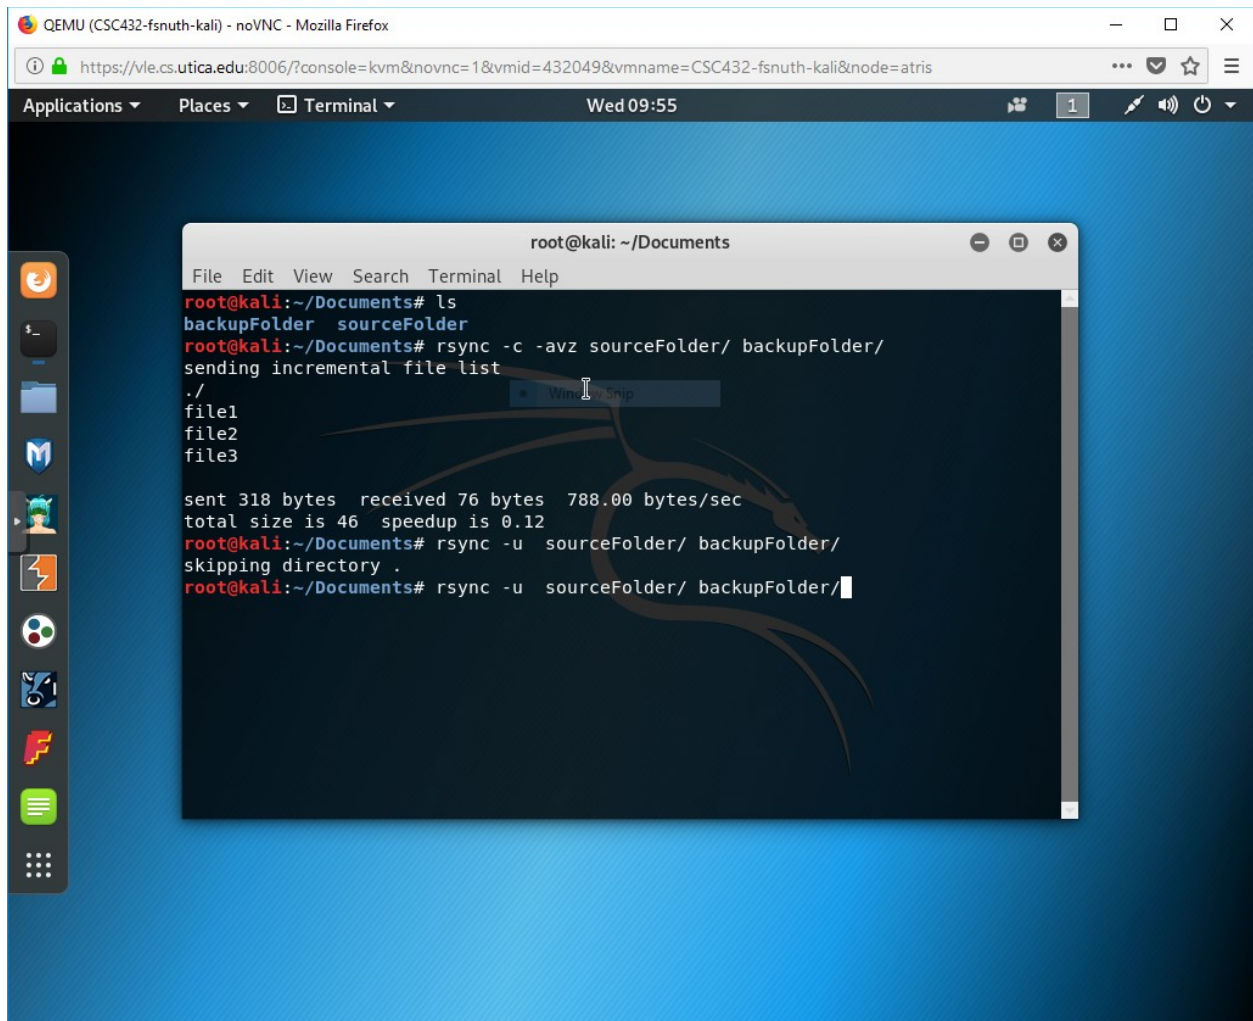 QEMU (CSC432-fsnuth-kali) - noVNC - Mozilla Firefox
https://vle.cs.utica.edu:8006/?console=kvm&novnc=1&vmid=432049&vmname=CSC432-fsnuth-kali&node=atris
Applications Places Terminal Wed 09:55 1
root@kali: ~/Documents
File Edit View Search Terminal Help
root@kali:~/Documents# ls
backupFolder  sourceFolder
root@kali:~/Documents# rsync -c -avz sourceFolder/ backupFolder/
sending incremental file list
./
Window Snip
file1
file2
file3
sent 318 bytes  received 76 bytes  788.00 bytes/sec
total size is 46  speedup is 0.12
root@kali:~/Documents# rsync -u  sourceFolder/ backupFolder/
skipping directory .
root@kali:~/Documents# rsync -u  sourceFolder/ backupFolder/